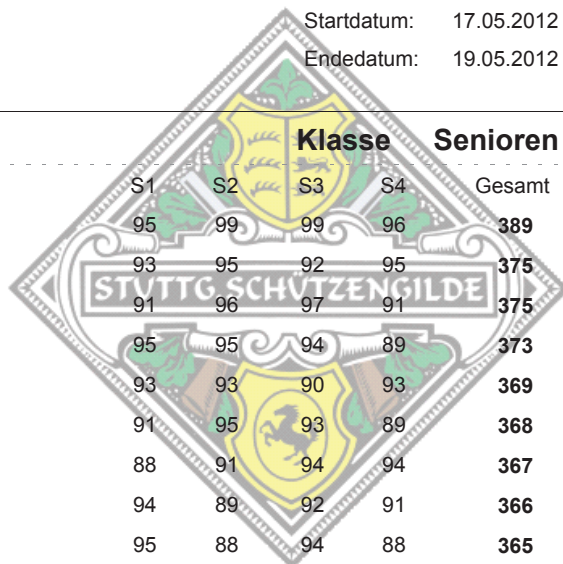 Startdatum: 17.05.2012
Endedatum: 19.05.2012
Klasse Senioren
S1 S2 S3 S4 Gesamt
95 99 99 96 389
93 95 92 95 375
STUTTG. SCHÜTZENGILDE
91 96 97 91 375
95 95 94 89 373
93 93 90 93 369
91 95 93 89 368
88 91 94 94 367
94 89 92 91 366
95 88 94 88 365